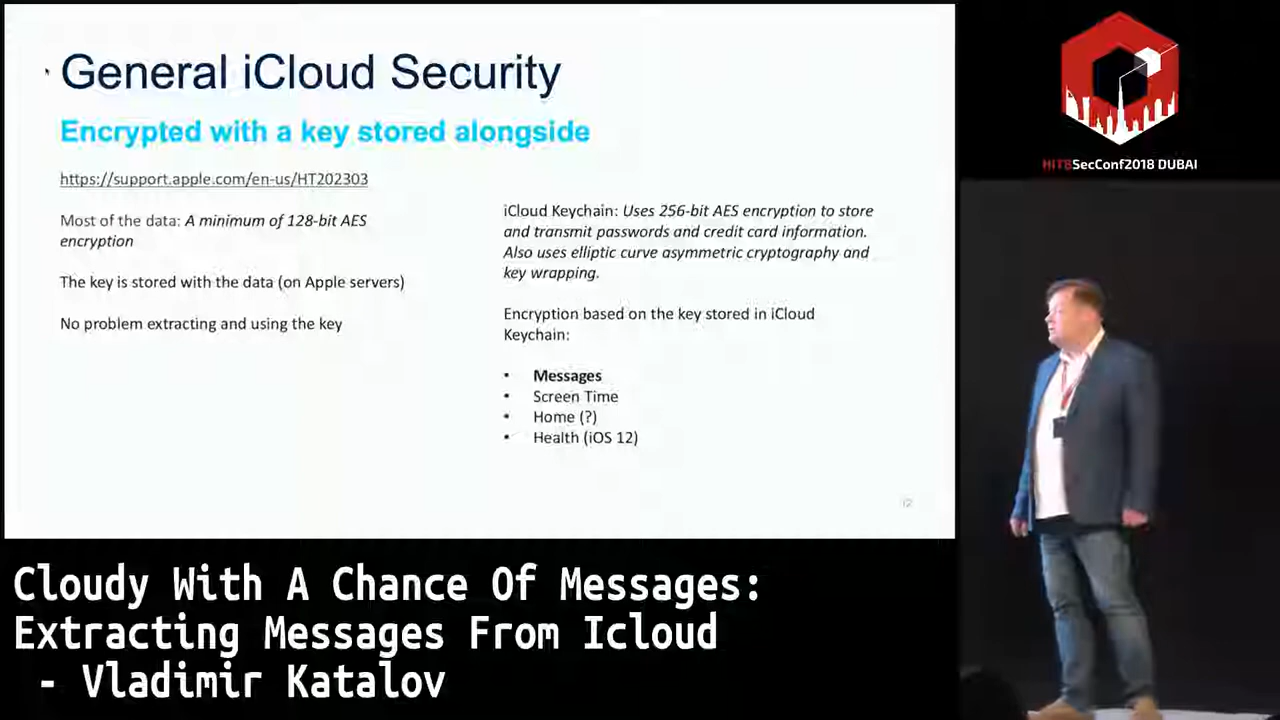 General iCloud Security
Encrypted with a key stored alongside
https://support.apple.com/en-us/HT202303
Most of the data: A minimum of 128-bit AES
encryption
The key is stored with the data (on Apple servers)
No problem extracting and using the key
iCloud Keychain: Uses 256-bit AES encryption to store
and transmit passwords and credit card information.
Also uses elliptic curve asymmetric cryptography and
key wrapping.
Encryption based on the key stored in iCloud
Keychain:
• Messages
• Screen Time
• Home (?)
• Health (iOS 12)
12
HITBSecConf2018 DUBAI
Cloudy With A Chance Of Messages:
Extracting Messages From Icloud
- Vladimir Katalov